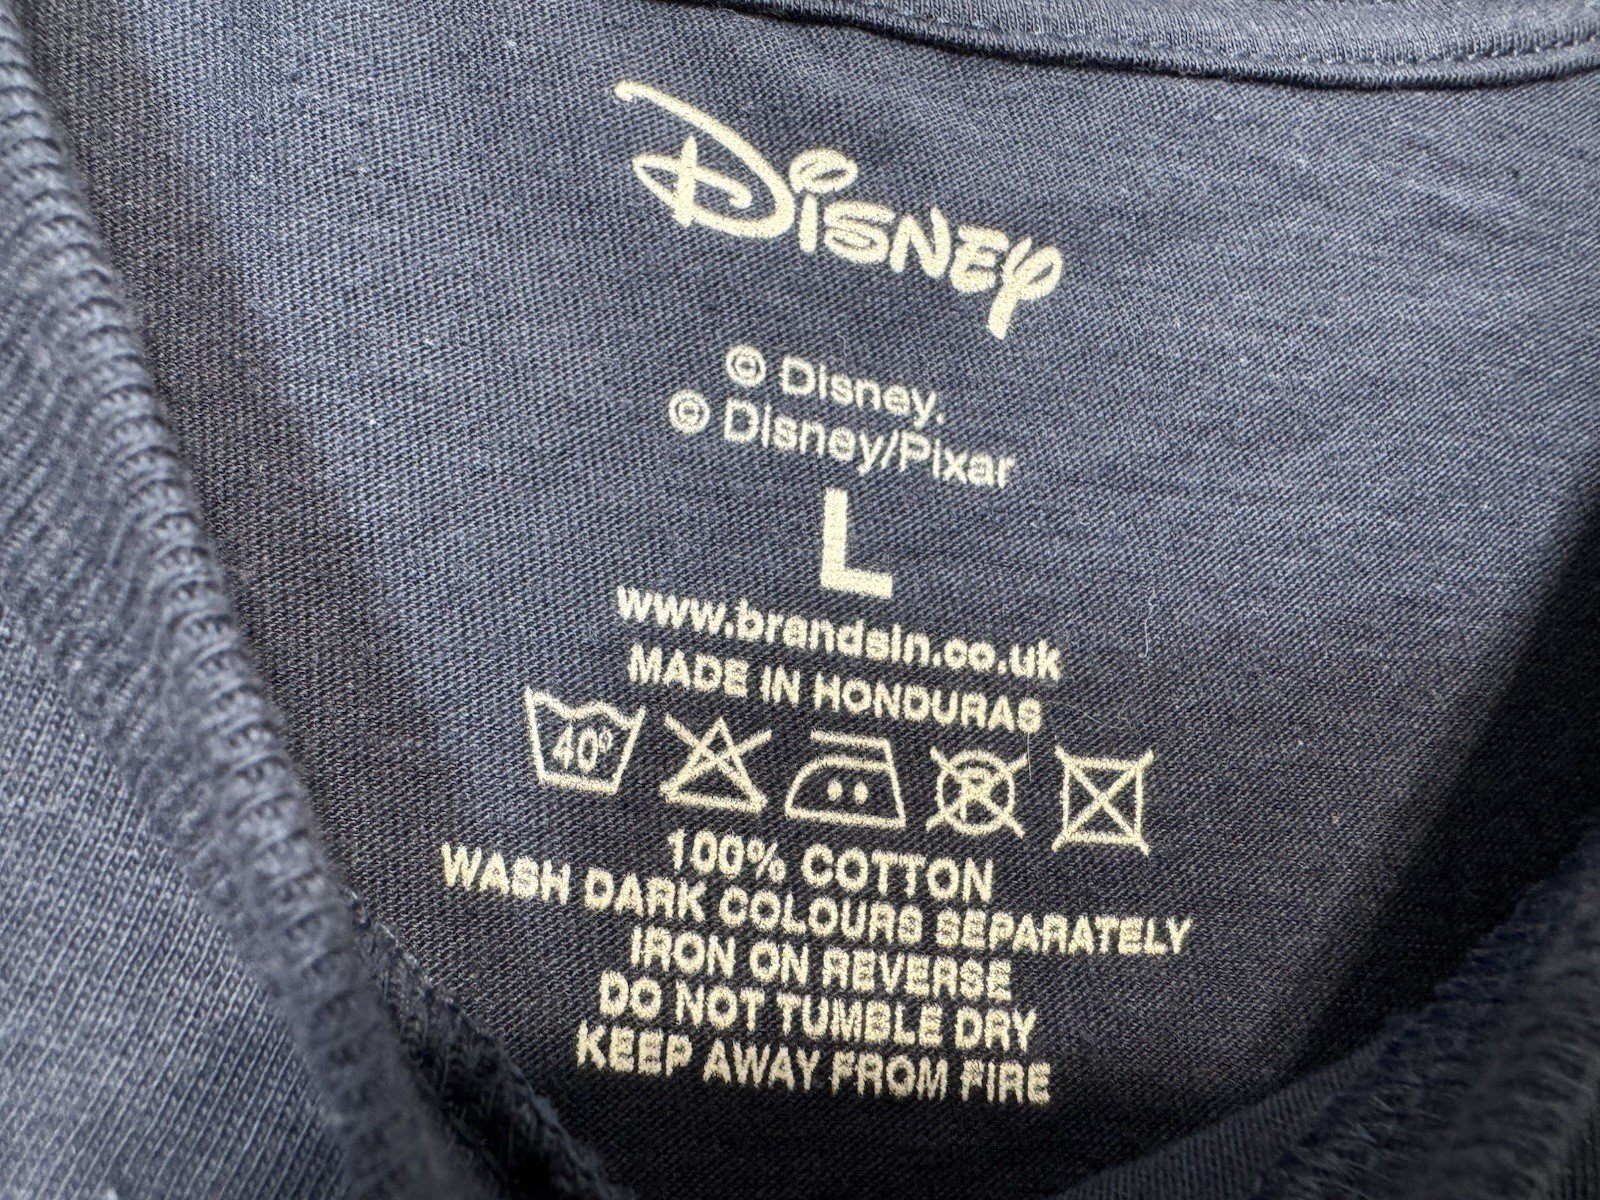 Disney
© Disney.
© Disney/Pixar
L
www.brandsin.co.uk
MADE IN HONDURAS
40° P
100% COTTON
WASH DARK COLOURS SEPARATELY
IRON ON REVERSE
DO NOT TUMBLE DRY
KEEP AWAY FROM FIRE